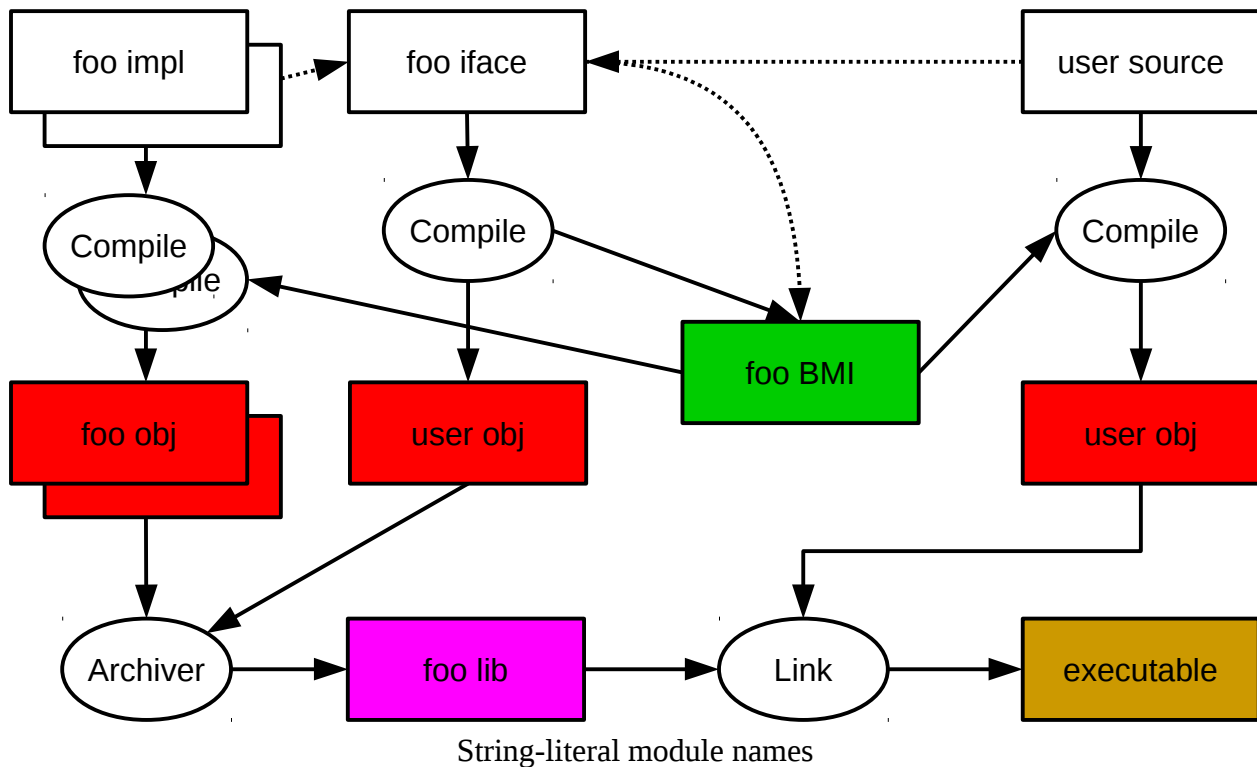 foo impl
foo iface
user source
Compile
Compile
Compile
foo BMI
foo obj
user obj
user obj
Archiver
foo lib
Link
executable
String-literal module names